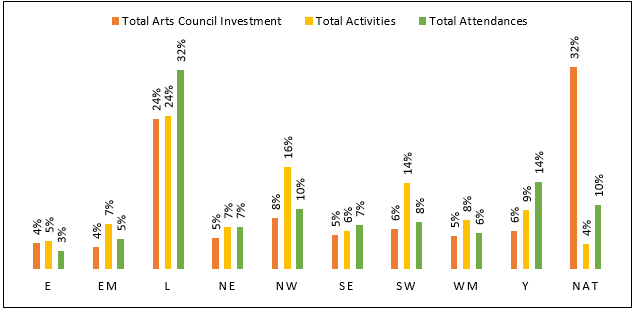 Total Arts Council Investment Total Activities Total Attendances
4% 5% 3%
4% 7% 5%
24% 24% 32%
5% 7% 7%
8% 16% 10%
5% 6% 7%
6% 14% 8%
5% 8% 6%
6% 9% 14%
32% 4% 10%
E EM L NE NW SE SW WM Y NAT